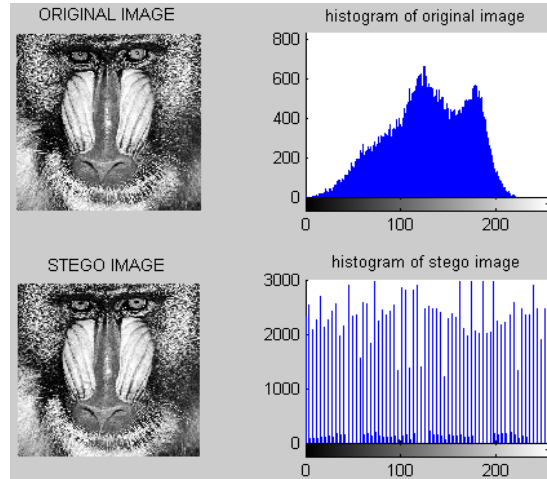 ORIGINAL IMAGE
histogram of original image
800
600
400
200
0
0 100 200
STEGO IMAGE
histogram of stego image
3000
2000
1000
0
0 100 200